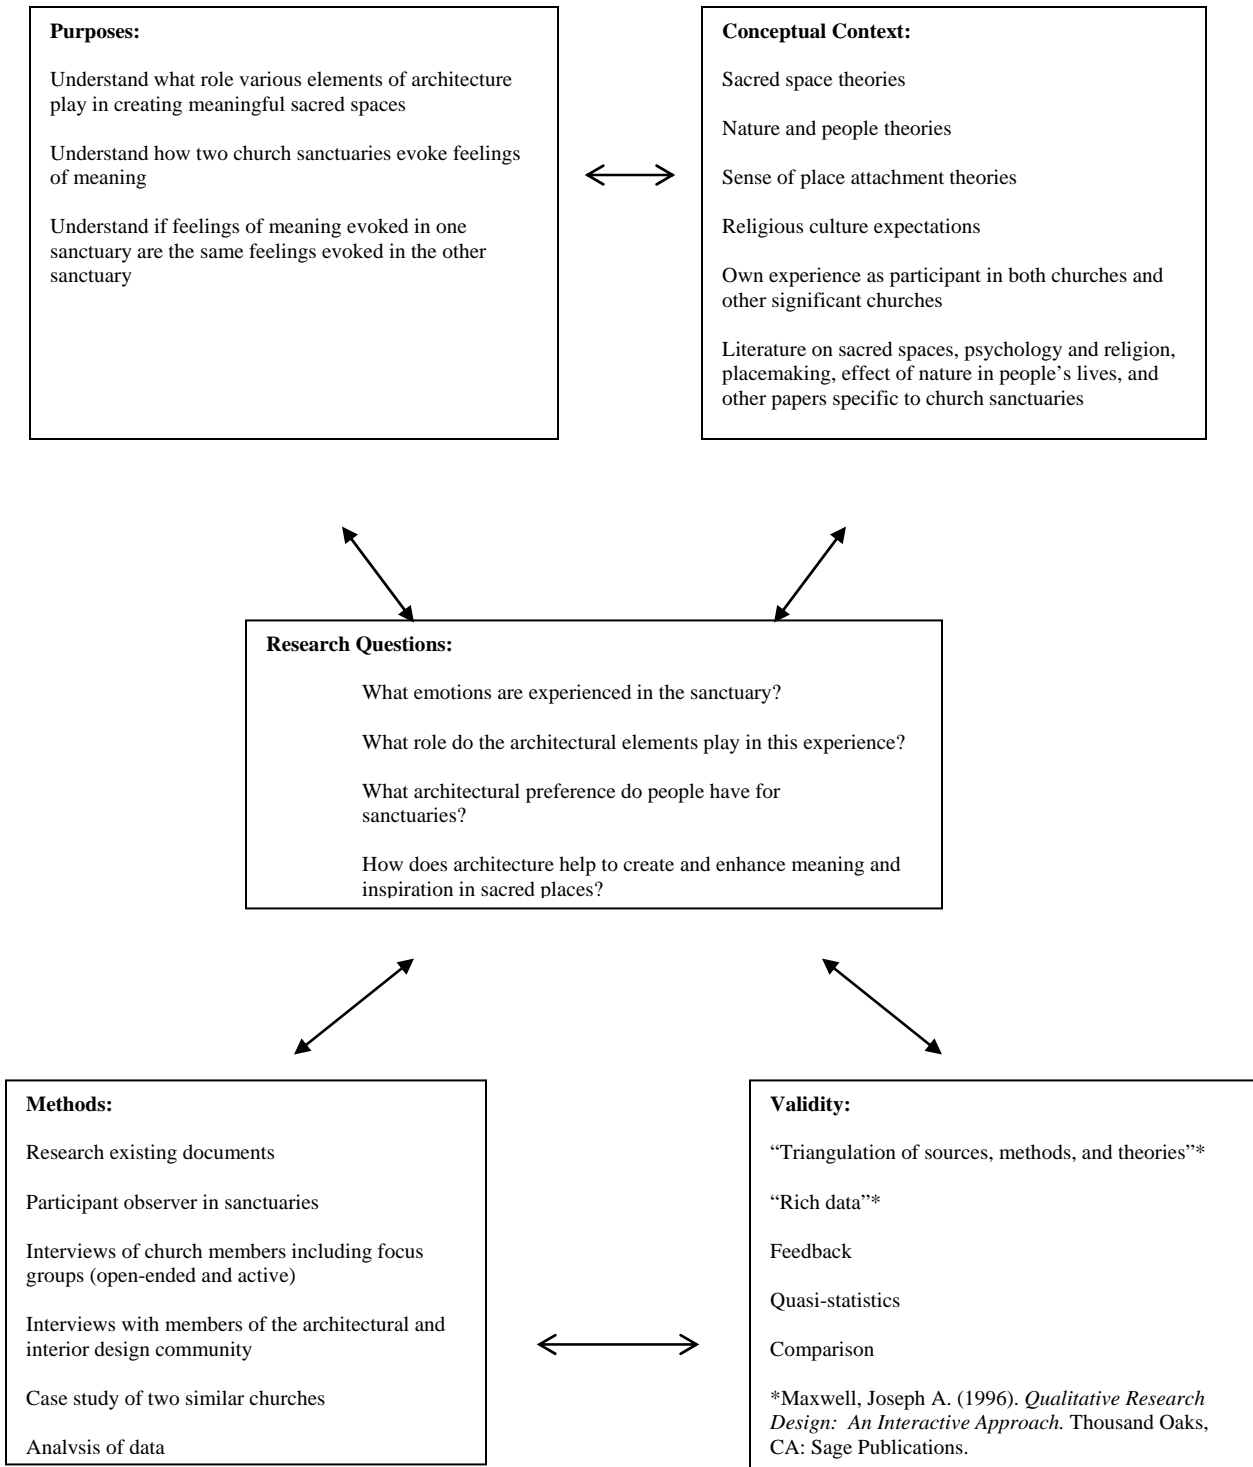 Purposes:
Understand what role various elements of architecture
play in creating meaningful sacred spaces
Understand how two church sanctuaries evoke feelings
of meaning
Understand if feelings of meaning evoked in one
sanctuary are the same feelings evoked in the other
sanctuary
Conceptual Context:
Sacred space theories
Nature and people theories
Sense of place attachment theories
Religious culture expectations
Own experience as participant in both churches and
other significant churches
Literature on sacred spaces, psychology and religion,
placemaking, effect of nature in people’s lives, and
other papers specific to church sanctuaries
Research Questions:
What emotions are experienced in the sanctuary?
What role do the architectural elements play in this experience?
What architectural preference do people have for
sanctuaries?
How does architecture help to create and enhance meaning and
inspiration in sacred places?
Methods:
Research existing documents
Participant observer in sanctuaries
Interviews of church members including focus
groups (open-ended and active)
Interviews with members of the architectural and
interior design community
Case study of two similar churches
Analysis of data
Validity:
“Triangulation of sources, methods, and theories”*
“Rich data”*
Feedback
Quasi-statistics
Comparison
*Maxwell, Joseph A. (1996). Qualitative Research
Design: An Interactive Approach. Thousand Oaks,
CA: Sage Publications.